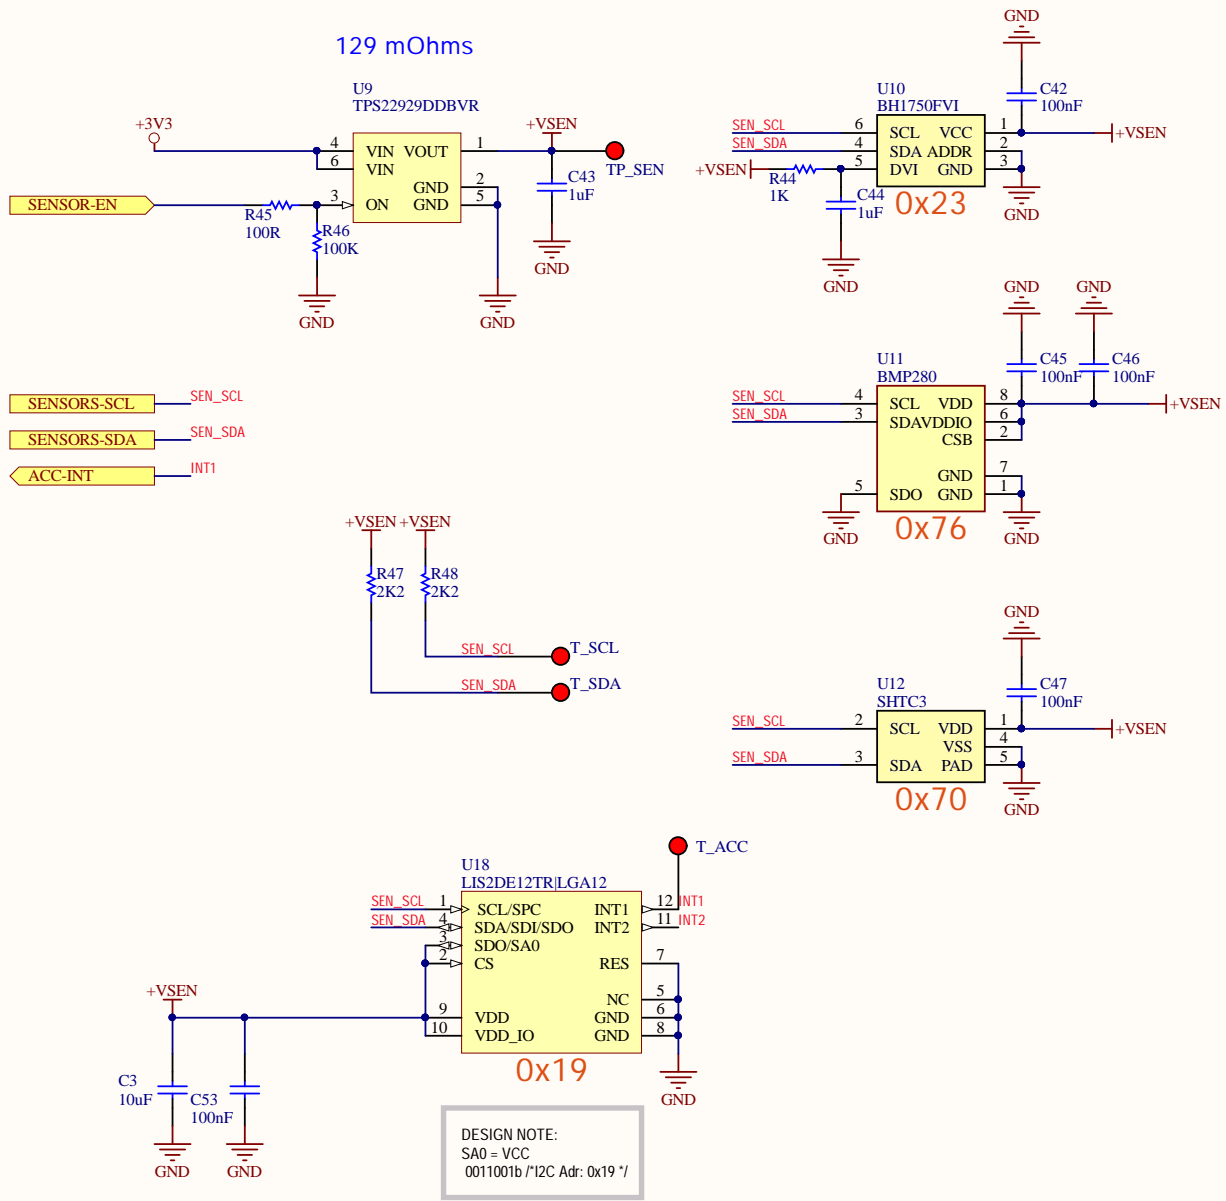 129 mOhms
U9
TPS22929DDBVR
+3V3
4 VIN VOUT 1
6 VIN
GND 2
3 ON GND 5
+VSEN
TP_SEN
C43
1uF
GND
SENSOR-EN
R45
100R
R46
100K
GND
GND
GND
C42
100nF
U10
BH1750FVI
SEN_SCL 6 SCL VCC 1 +VSEN
SEN_SDA 4 SDA ADDR 2
+VSEN 5 DVI GND 3
R44
1K
C44
1uF
0x23
GND
GND
SENSORS-SCL SEN_SCL
SENSORS-SDA SEN_SDA
ACC-INT INT1
GND GND
C45
100nF
C46
100nF
U11
BMP280
SEN_SCL 4 SCL VDD 8 +VSEN
SEN_SDA 3 SDAVDDIO 6
CSB 2
GND 7
5 SDO GND 1
GND
0x76
GND
+VSEN +VSEN
R47
2K2
R48
2K2
SEN_SCL T_SCL
SEN_SDA T_SDA
GND
C47
100nF
U12
SHTC3
SEN_SCL 2 SCL VDD 1 +VSEN
VSS 4
SEN_SDA 3 SDA PAD 5
0x70
GND
T_ACC
U18
LIS2DE12TR|LGA12
SEN_SCL 1 SCL/SPC INT1 12 INT1
SEN_SDA 4 SDA/SDI/SDO INT2 11 INT2
3 SDO/SA0
2 CS RES 7
NC 5
9 VDD GND 6
10 VDD_IO GND 8
+VSEN
0x19
C3
10uF
C53
100nF
GND
GND
GND
DESIGN NOTE:
SA0 = VCC
0011001b /*I2C Adr: 0x19 */